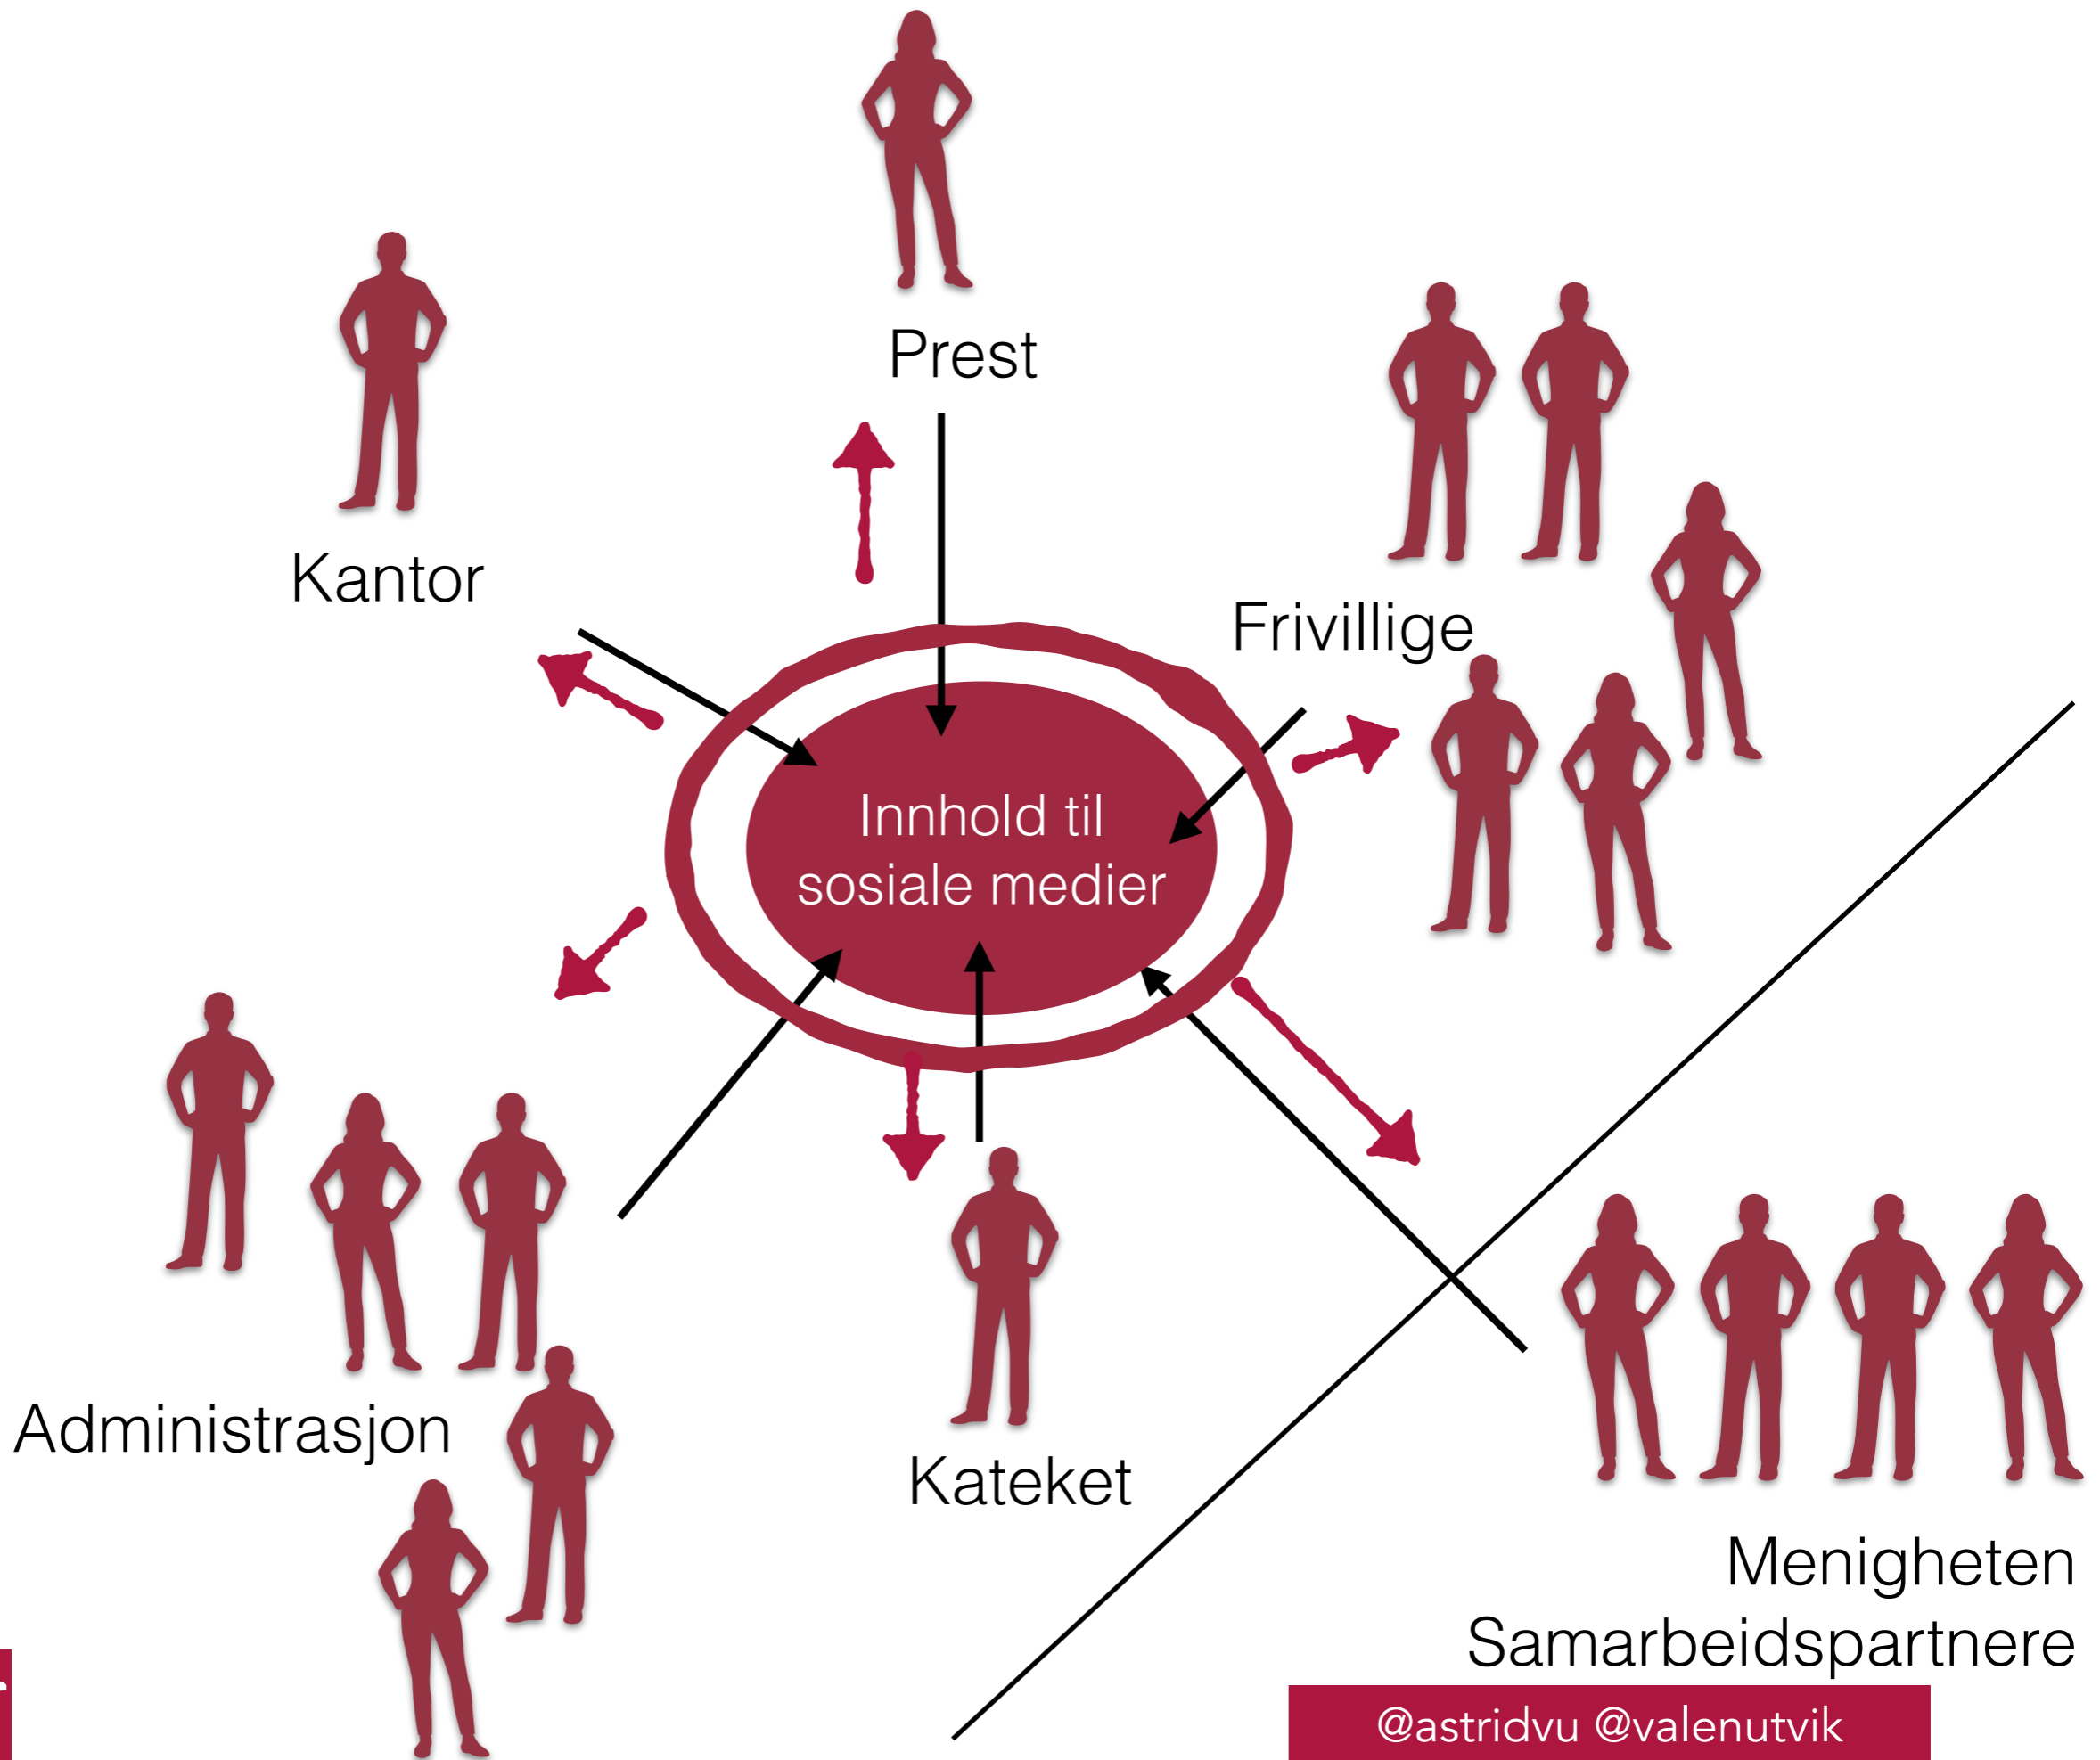 Prest
Kantor
Frivillige
Innhold til
sosiale medier
Administrasjon
Kateket
Menigheten
Samarbeidspartnere
@astridvu @valenutvik